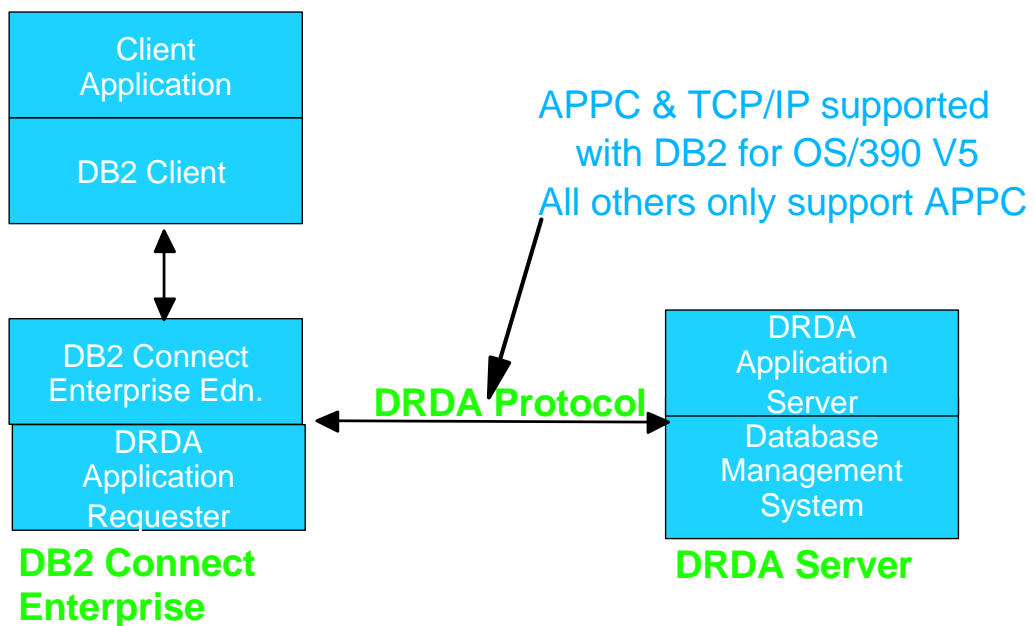 Client
Application
DB2 Client
APPC & TCP/IP supported
with DB2 for OS/390 V5
All others only support APPC
DB2 Connect
Enterprise Edn.
DRDA
Application
Requester
DRDA Protocol
DRDA
Application
Server
Database
Management
System
DB2 Connect
Enterprise
DRDA Server